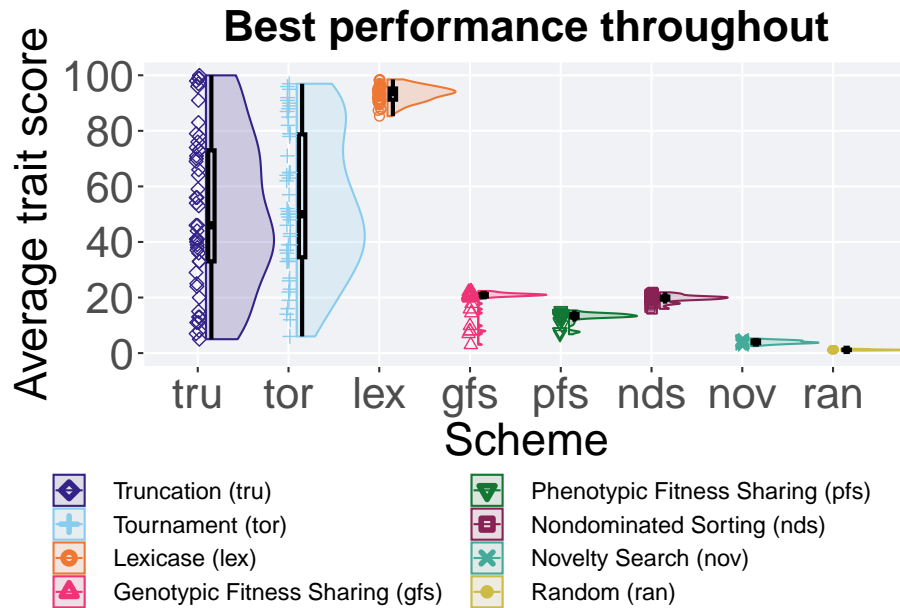 Best performance throughout
Average trait score
100
80
60
40
20
0
tru tor lex gfs pfs nds nov ran
Scheme
Truncation (tru)
Tournament (tor)
Lexicase (lex)
Genotypic Fitness Sharing (gfs)
Phenotypic Fitness Sharing (pfs)
Nondominated Sorting (nds)
Novelty Search (nov)
Random (ran)